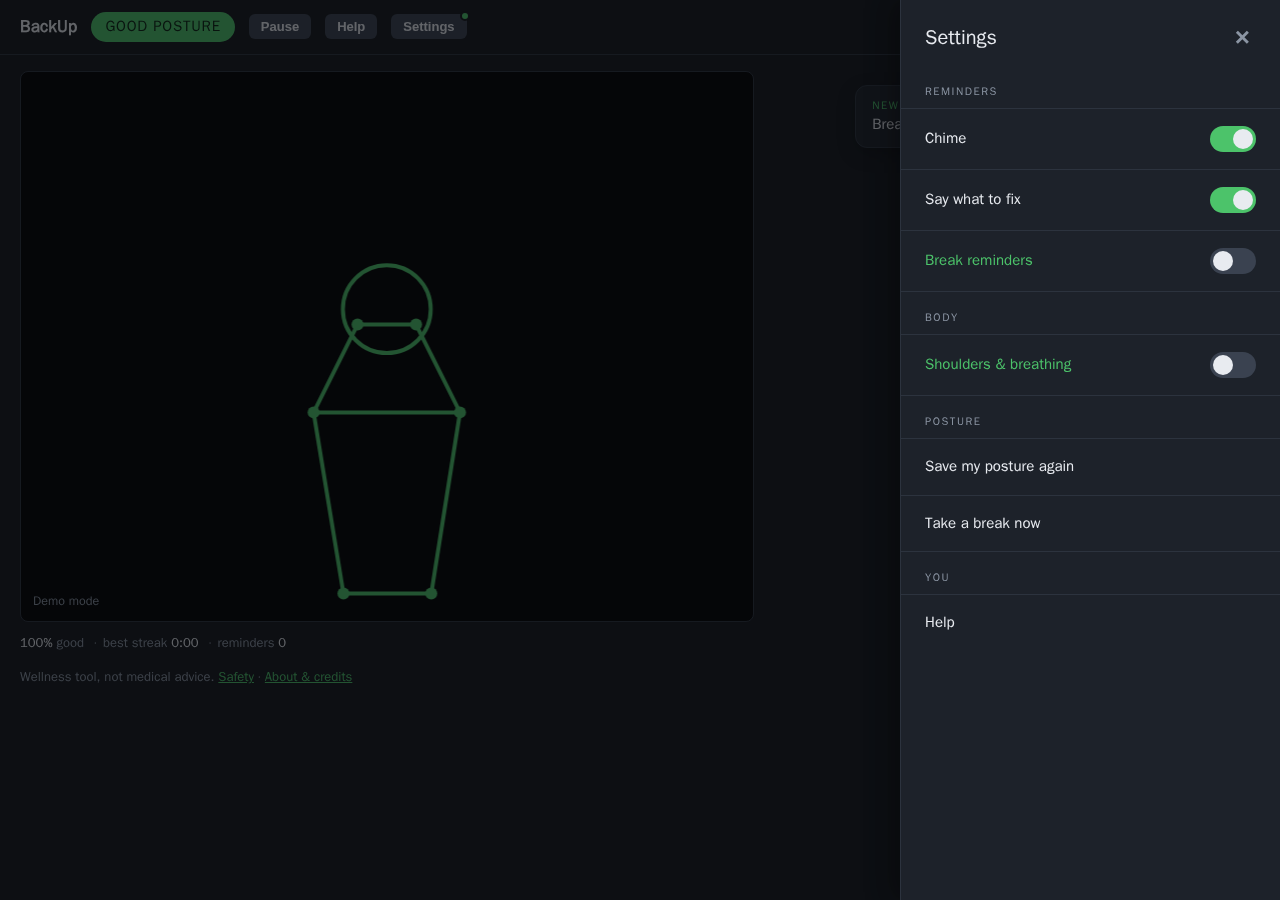 BackUp GOOD POSTURE Pause Help Settings
NEW
Brea
Demo mode
100% good · best streak 0:00 · reminders 0
Wellness tool, not medical advice. Safety · About & credits
Settings ×
REMINDERS
Chime
Say what to fix
Break reminders
BODY
Shoulders & breathing
POSTURE
Save my posture again
Take a break now
YOU
Help